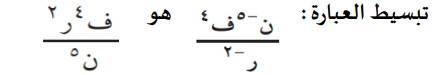 تبسيط العبارة: ن^-٥ ف^٤ / ر^-٢ هو ف^٤ ر^٢ / ن^٥